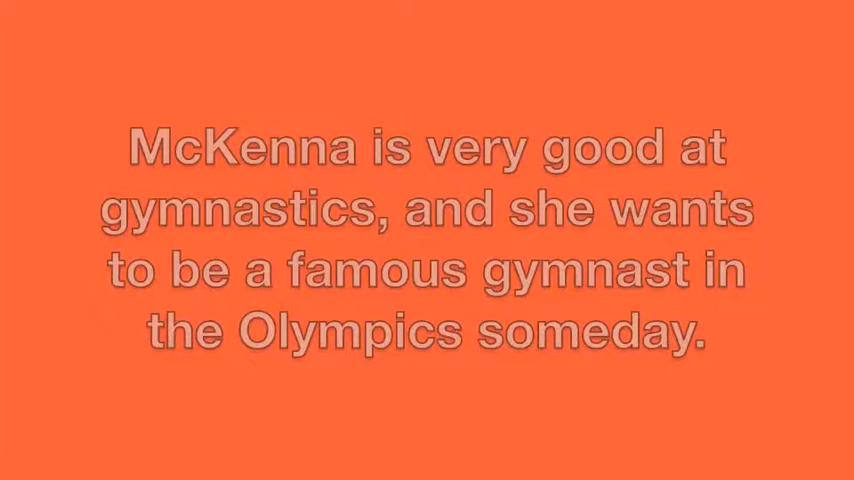 McKenna is very good at
gymnastics, and she wants
to be a famous gymnast in
the Olympics someday.